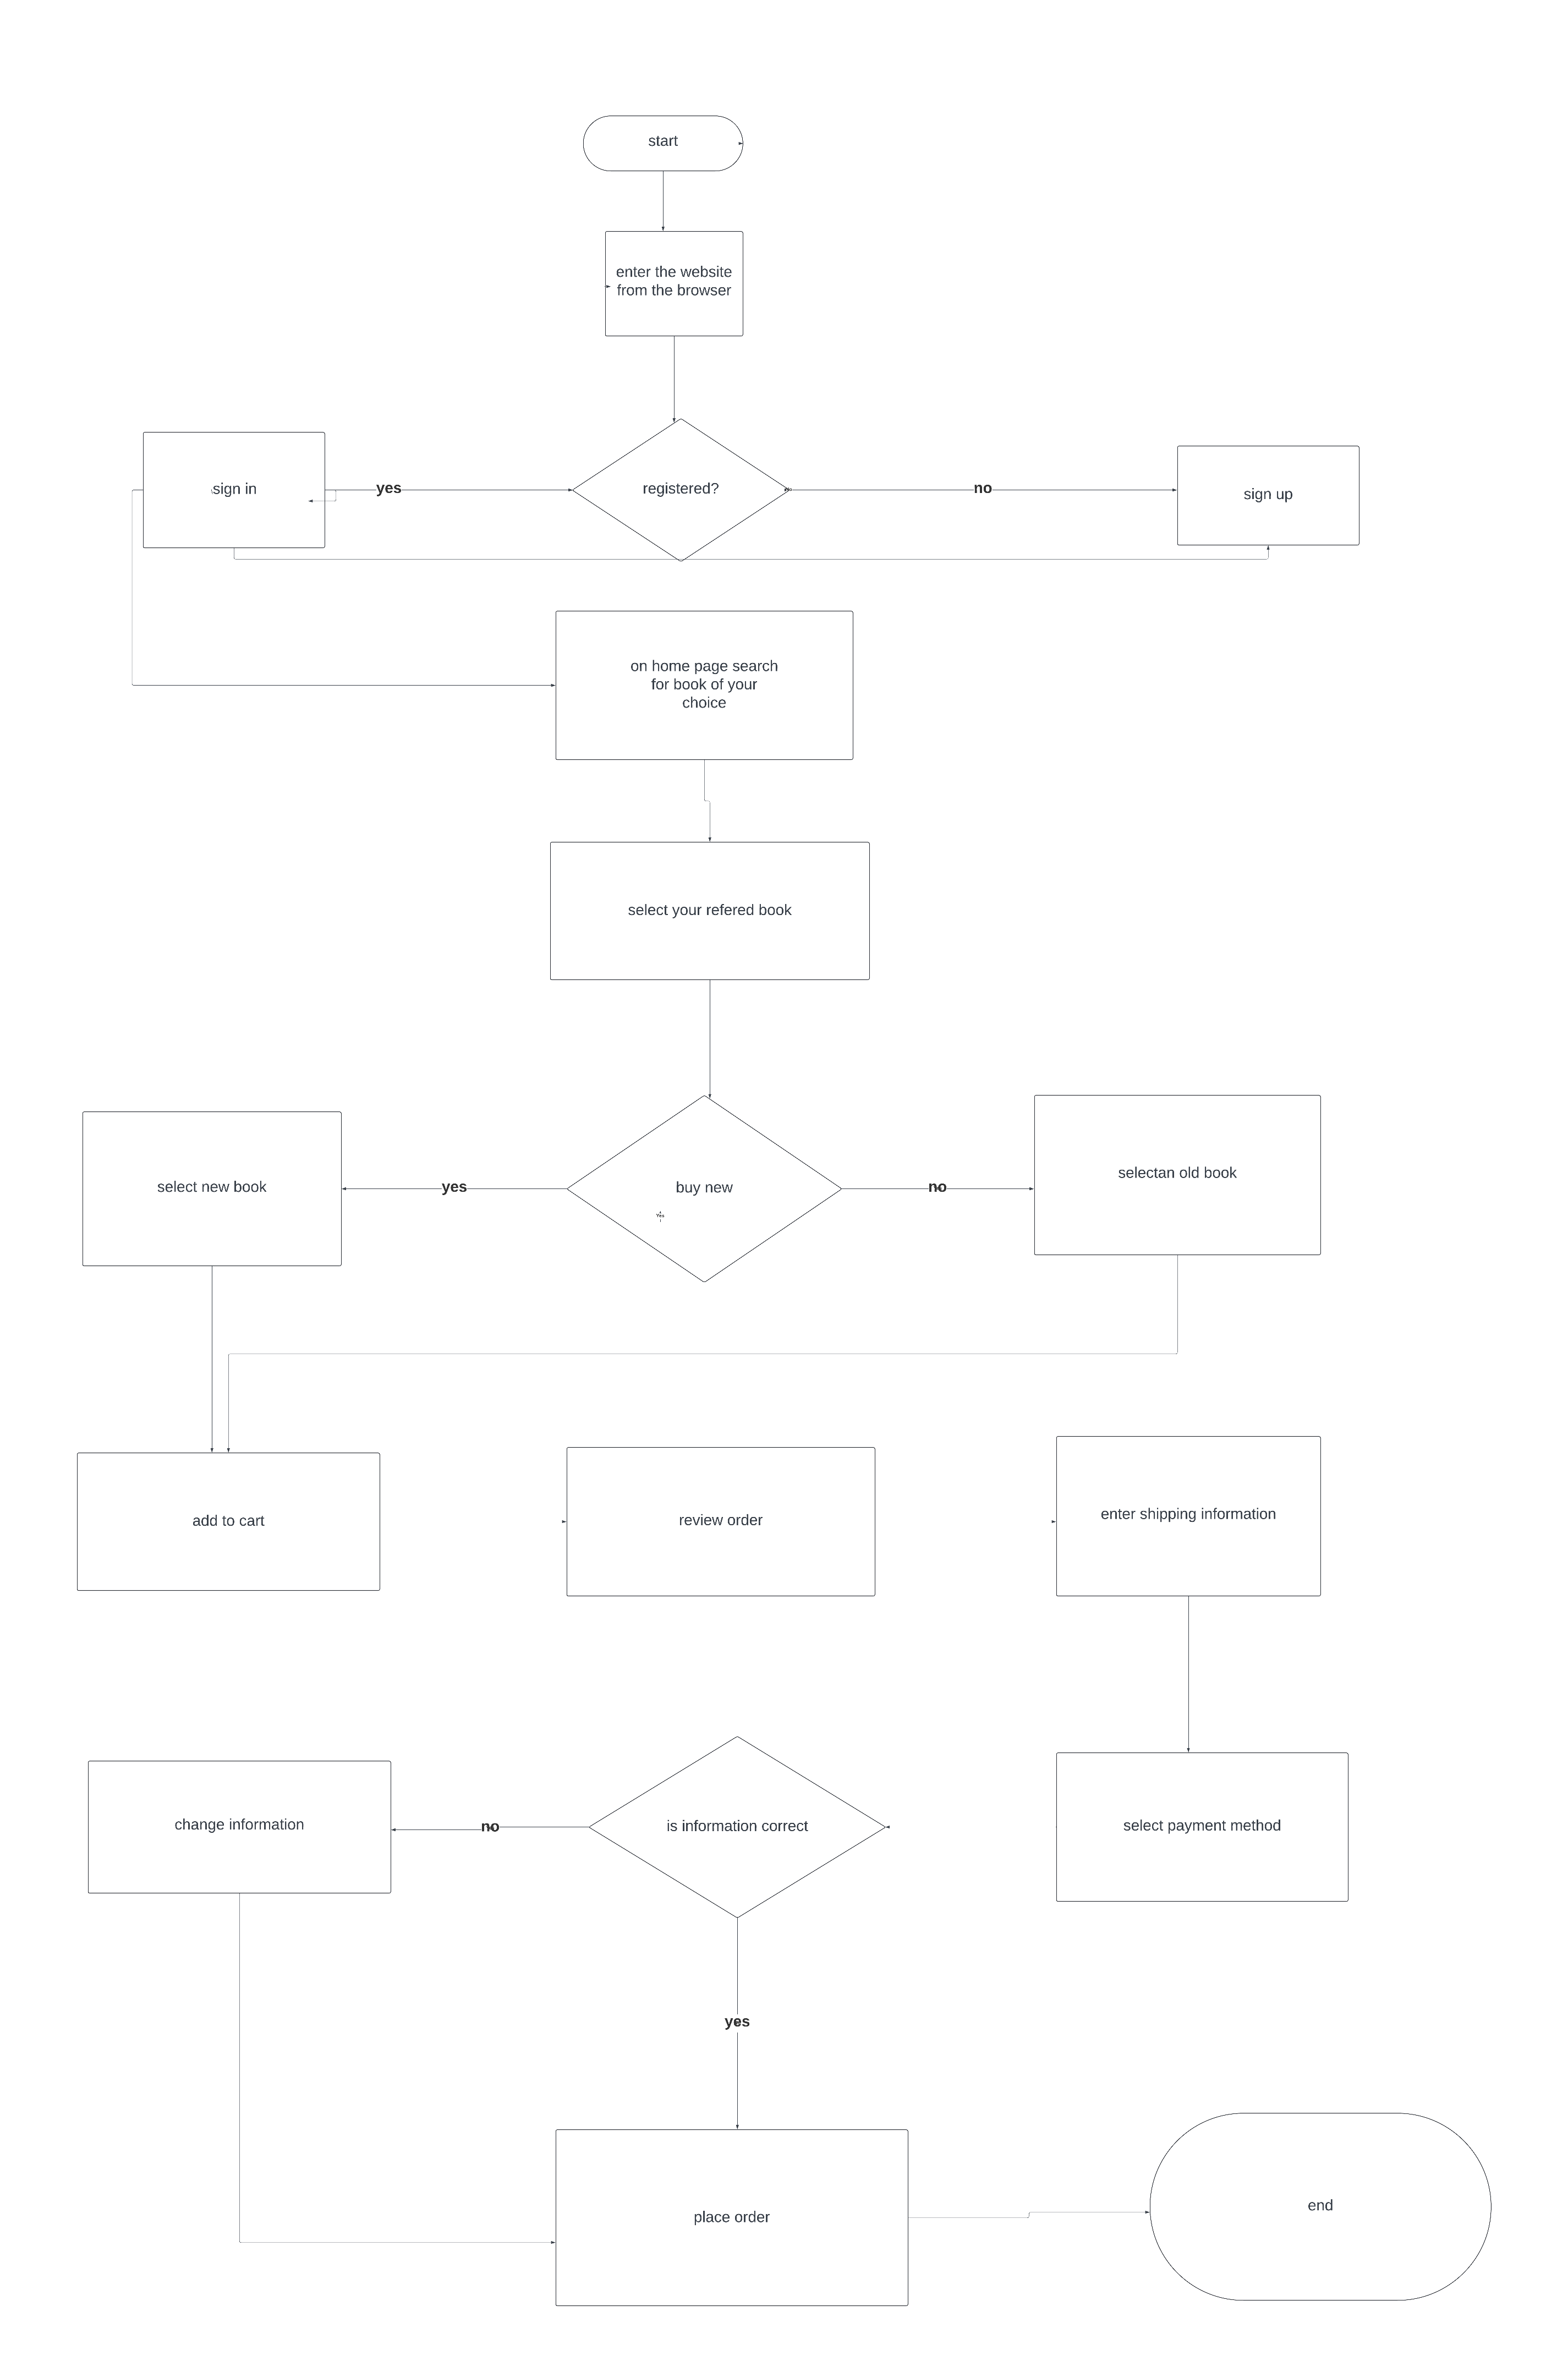 start
enter the website
from the browser
sign in
yes
registered?
no
sign up
on home page search
for book of your
choice
select your refered book
select new book
yes
buy new
Yes
no
selectan old book
add to cart
review order
enter shipping information
change information
no
is information correct
select payment method
yes
place order
end